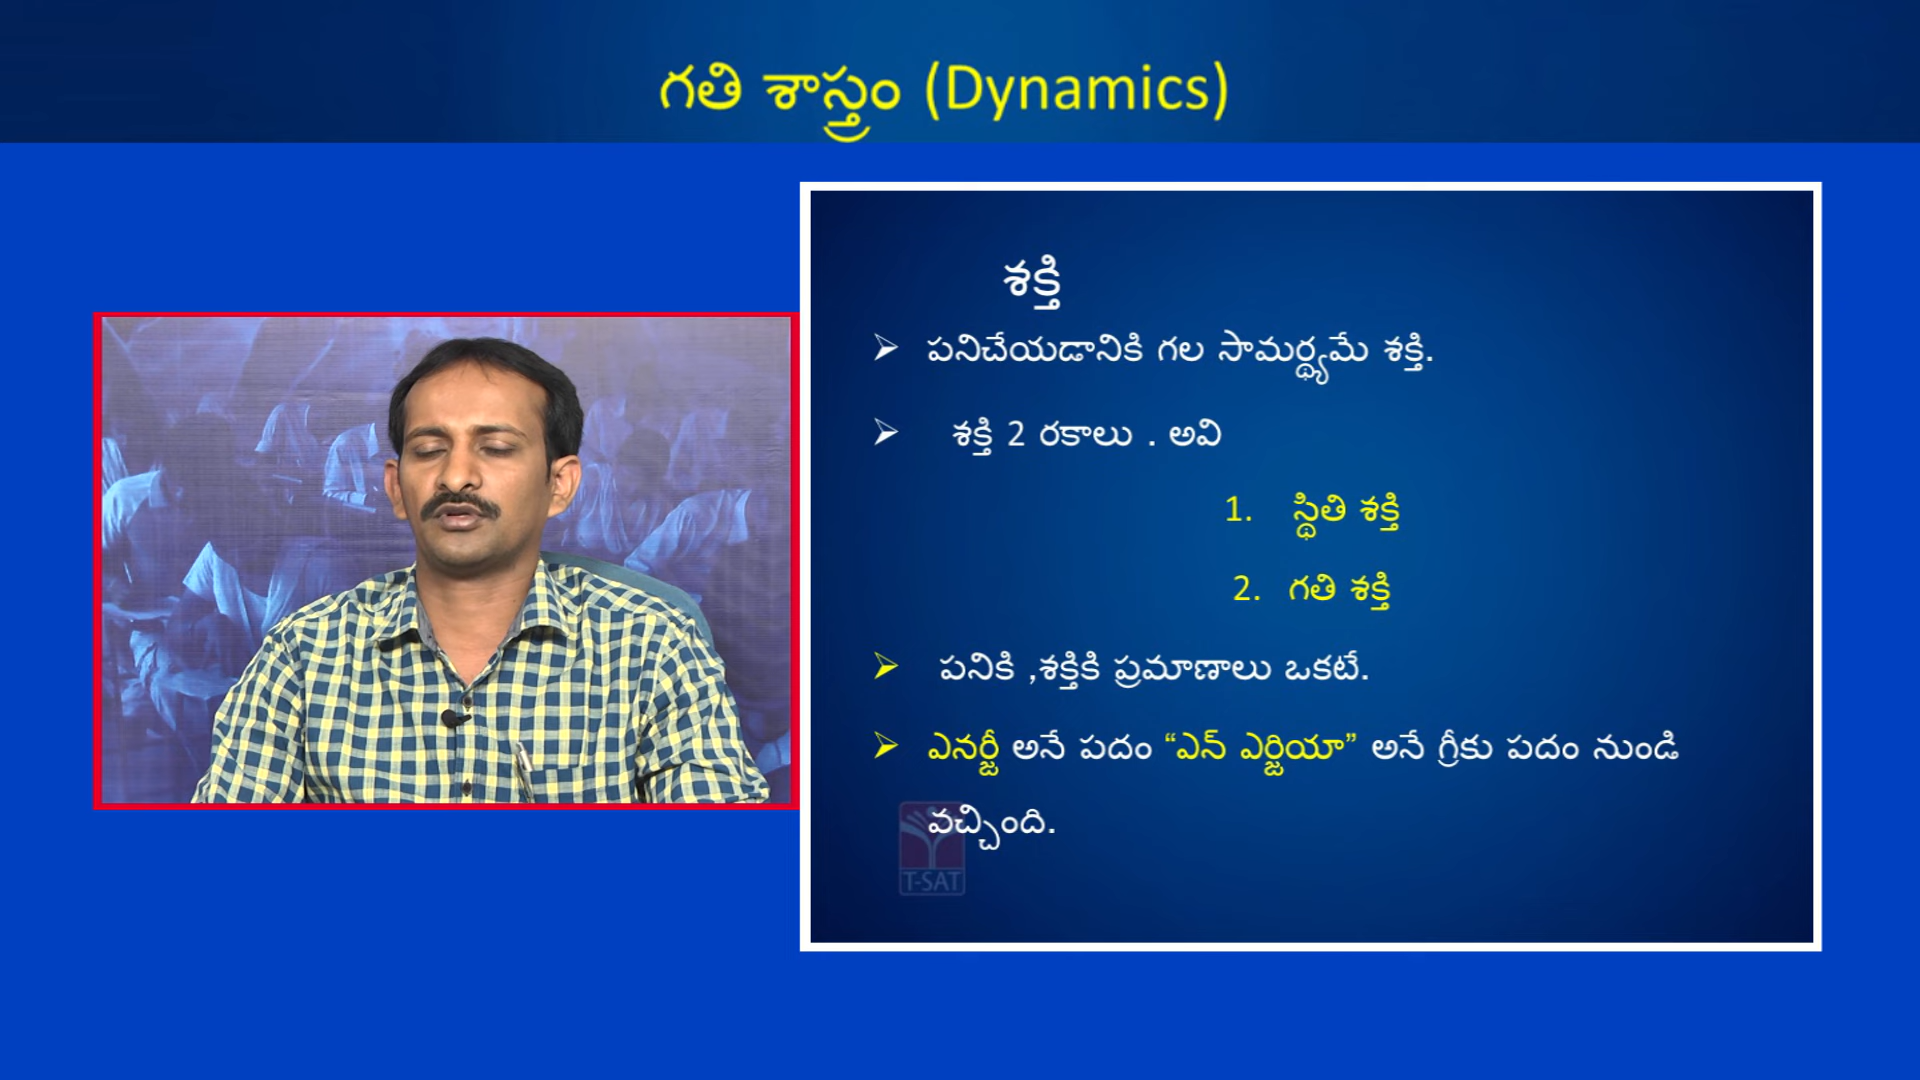 గతి శాస్త్రం (Dynamics)
శక్తి
➢ పనిచేయడానికి గల సామర్థ్యమే శక్తి.
➢ శక్తి 2 రకాలు . అవి
1. స్థితి శక్తి
2. గతి శక్తి
➢ పనికి ,శక్తికి ప్రమాణాలు ఒకటే.
➢ ఎనర్జీ అనే పదం “ఎన్ ఎర్జియా” అనే గ్రీకు పదం నుండి
వచ్చింది.
T-SAT